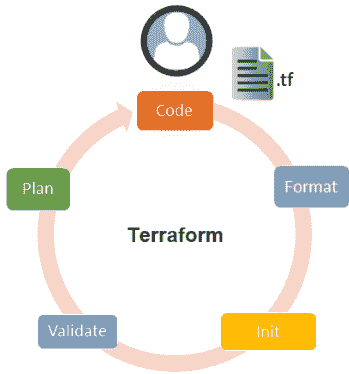 .tf
Code
Format
Plan
Terraform
Validate
Init